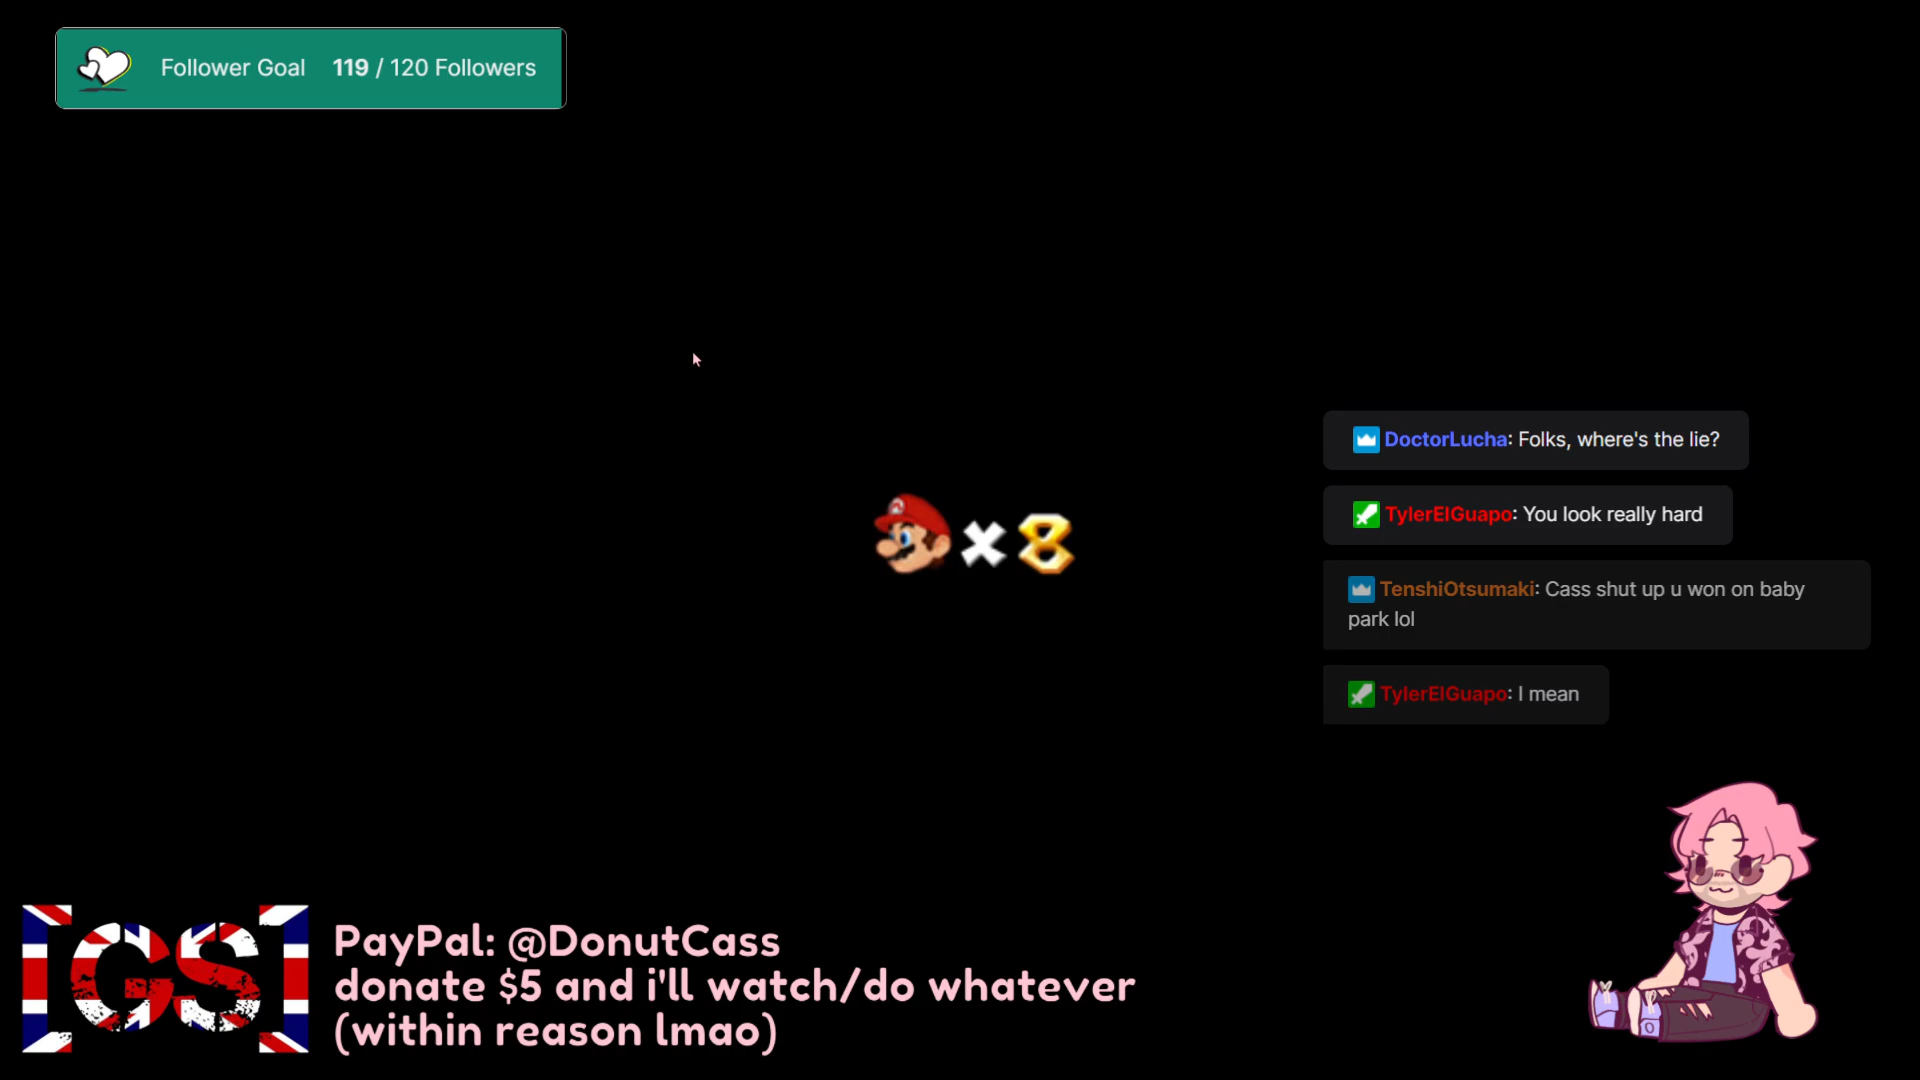 Follower Goal 119 / 120 Followers
DoctorLucha: Folks, where's the lie?
TylerElGuapo: You look really hard
×8
TenshiOtsumaki: Cass shut up u won on baby
park lol
TylerElGuapo: I mean
[GS]
PayPal: @DonutCass
donate $5 and i'll watch/do whatever
(within reason lmao)